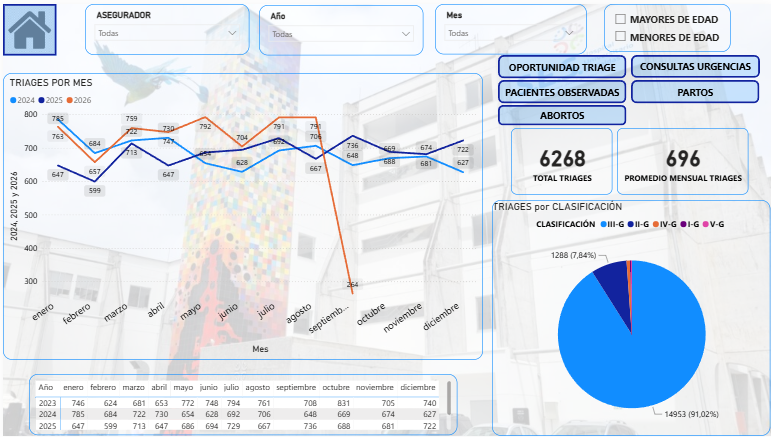 ASEGURADOR
Todas
Año
Todas
Mes
Todas
MAYORES DE EDAD
MENORES DE EDAD
OPORTUNIDAD TRIAGE
CONSULTAS URGENCIAS
PACIENTES OBSERVADAS
PARTOS
ABORTOS
6268
TOTAL TRIAGES
696
PROMEDIO MENSUAL TRIAGES
TRIAGES POR MES
2024 2025 2026
2024, 2025 y 2026
800
700
600
500
400
300
785
763
647
684
657
599
759
722
713
730
747
647
792
654
704
628
791
692
791
706
667
736
648
264
669
688
674
681
722
627
enero febrero marzo abril mayo junio julio agosto septiemb... octubre noviembre diciembre
Mes
TRIAGES por CLASIFICACIÓN
CLASIFICACIÓN III-G II-G IV-G I-G V-G
1288 (7,84%)
14953 (91,02%)
Año enero febrero marzo abril mayo junio julio agosto septiembre octubre noviembre diciembre
2023 746 624 681 653 772 748 794 761 708 831 705 740
2024 785 684 722 730 654 628 692 706 648 669 674 627
2025 647 599 713 647 686 694 729 667 736 688 681 722